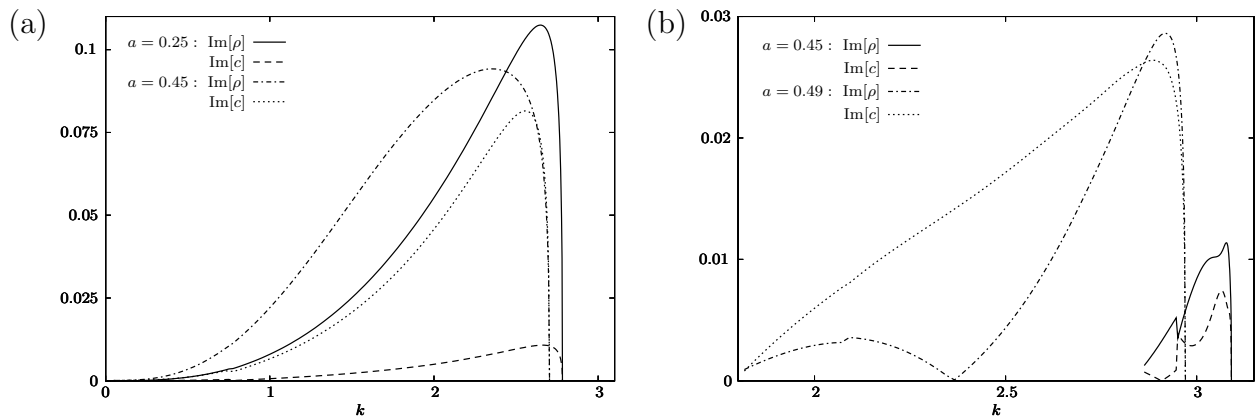 (a)
a = 0.25 : Im[ρ]
Im[c]
a = 0.45 : Im[ρ]
Im[c]
0.1
0.075
0.05
0.025
0
0 1 2 3
k
(b)
a = 0.45 : Im[ρ]
Im[c]
a = 0.49 : Im[ρ]
Im[c]
0.03
0.02
0.01
0
2 2.5 3
k